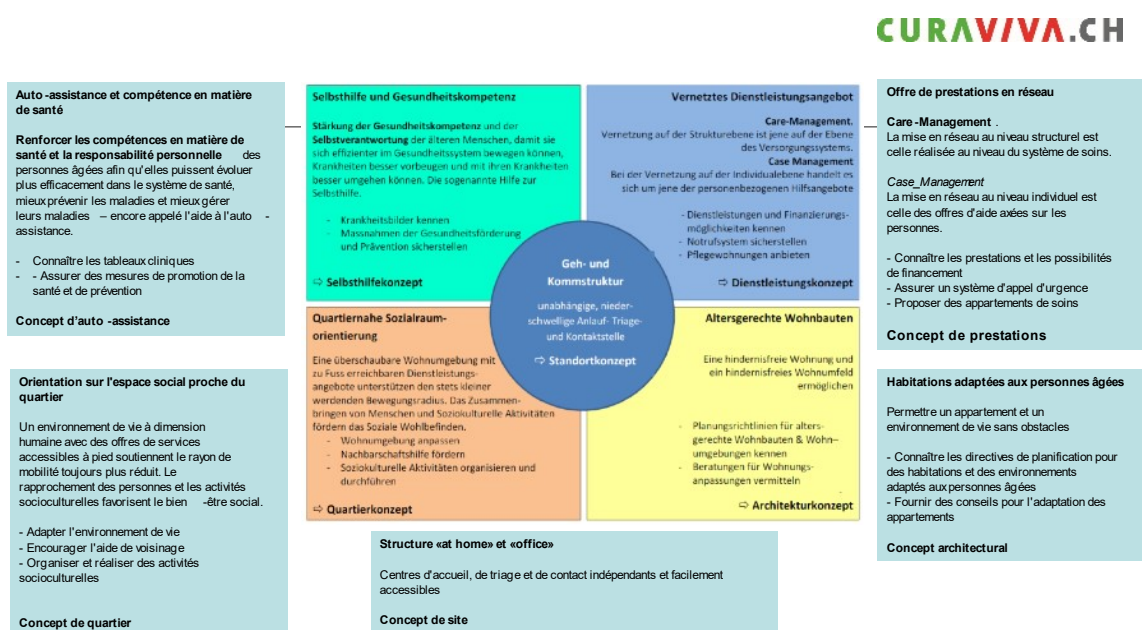 CURAVIVA.CH
Auto -assistance et compétence en matière
de santé
Renforcer les compétences en matière de
santé et la responsabilité personnelle des
personnes âgées afin qu'elles puissent évoluer
plus efficacement dans le système de santé,
mieux prévenir les maladies et mieux gérer
leurs maladies – encore appelé l'aide à l'auto -
assistance.
- Connaître les tableaux cliniques
- - Assurer des mesures de promotion de la
santé et de prévention
Concept d'auto -assistance
Selbsthilfe und Gesundheitskompetenz
Stärkung der Gesundheitskompetenz und der
Selbstverantwortung der älteren Menschen, damit sie
sich effizienter im Gesundheitssystem bewegen können,
Krankheiten besser vorbeugen und mit ihren Krankheiten
besser umgehen können. Die sogenannte Hilfe zur
Selbsthilfe.
- Krankheitsbilder kennen
- Massnahmen der Gesundheitsförderung
und Prävention sicherstellen
⇨ Selbsthilfekonzept
Vernetztes Dienstleistungsangebot
Care-Management.
Vernetzung auf der Strukturebene ist jene auf der Ebene
des Versorgungssystems.
Case Management
Bei der Vernetzung auf der Individualebene handelt es
sich um jene der personenbezogenen Hilfsangebote
- Dienstleistungen und Finanzierungs-
möglichkeiten kennen
- Notrufsystem sicherstellen
- Pflegewohnungen anbieten
⇨ Dienstleistungskonzept
Offre de prestations en réseau
Care -Management .
La mise en réseau au niveau structurel est
celle réalisée au niveau du système de soins.
Case_Management
La mise en réseau au niveau individuel est
celle des offres d'aide axées sur les
personnes.
- Connaître les prestations et les possibilités
de financement
- Assurer un système d'appel d'urgence
- Proposer des appartements de soins
Concept de prestations
Geh- und
Kommstruktur
unabhängige, nieder-
schwellige Anlauf- Triage-
und Kontaktstelle
⇨ Standortkonzept
Orientation sur l'espace social proche du
quartier
Un environnement de vie à dimension
humaine avec des offres de services
accessibles à pied soutiennent le rayon de
mobilité toujours plus réduit. Le
rapprochement des personnes et les activités
socioculturelles favorisent le bien -être social.
- Adapter l'environnement de vie
- Encourager l'aide de voisinage
- Organiser et réaliser des activités
socioculturelles
Concept de quartier
Quartiernahe Sozialraum-
orientierung
Eine überschaubare Wohnumgebung mit
zu Fuss erreichbaren Dienstleistungs-
angebote unterstützen den stets kleiner
werdenden Bewegungsradius. Das Zusammen-
bringen von Menschen und Soziokulturelle Aktivitäten
fördern das Soziale Wohlbefinden.
- Wohnumgebung anpassen
- Nachbarschaftshilfe fördern
- Soziokulturelle Aktivitäten organisieren und
durchführen
⇨ Quartierkonzept
Altersgerechte Wohnbauten
Eine hindernisfreie Wohnung und
ein hindernisfreies Wohnumfeld
ermöglichen
- Planungsrichtlinien für alters-
gerechte Wohnbauten & Wohn-
umgebungen kennen
- Beratungen für Wohnungs-
anpassungen vermitteln
⇨ Architekturkonzept
Habitations adaptées aux personnes âgées
Permettre un appartement et un
environnement de vie sans obstacles
- Connaître les directives de planification pour
des habitations et des environnements
adaptés aux personnes âgées
- Fournir des conseils pour l'adaptation des
appartements
Concept architectural
Structure «at home» et «office»
Centres d'accueil, de triage et de contact indépendants et facilement
accessibles
Concept de site